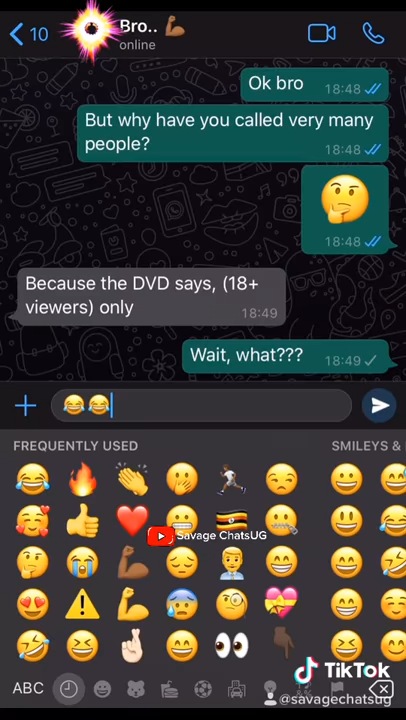 10
Bro.. 💪🏾
online
Ok bro
18:48
But why have you called very many
people?
18:48
🤔
18:48
Because the DVD says, (18+
viewers) only
18:49
Wait, what???
18:49
😂😂
FREQUENTLY USED
SMILEYS &
Savage ChatsUG
ABC
TikTok
@savagechatsug